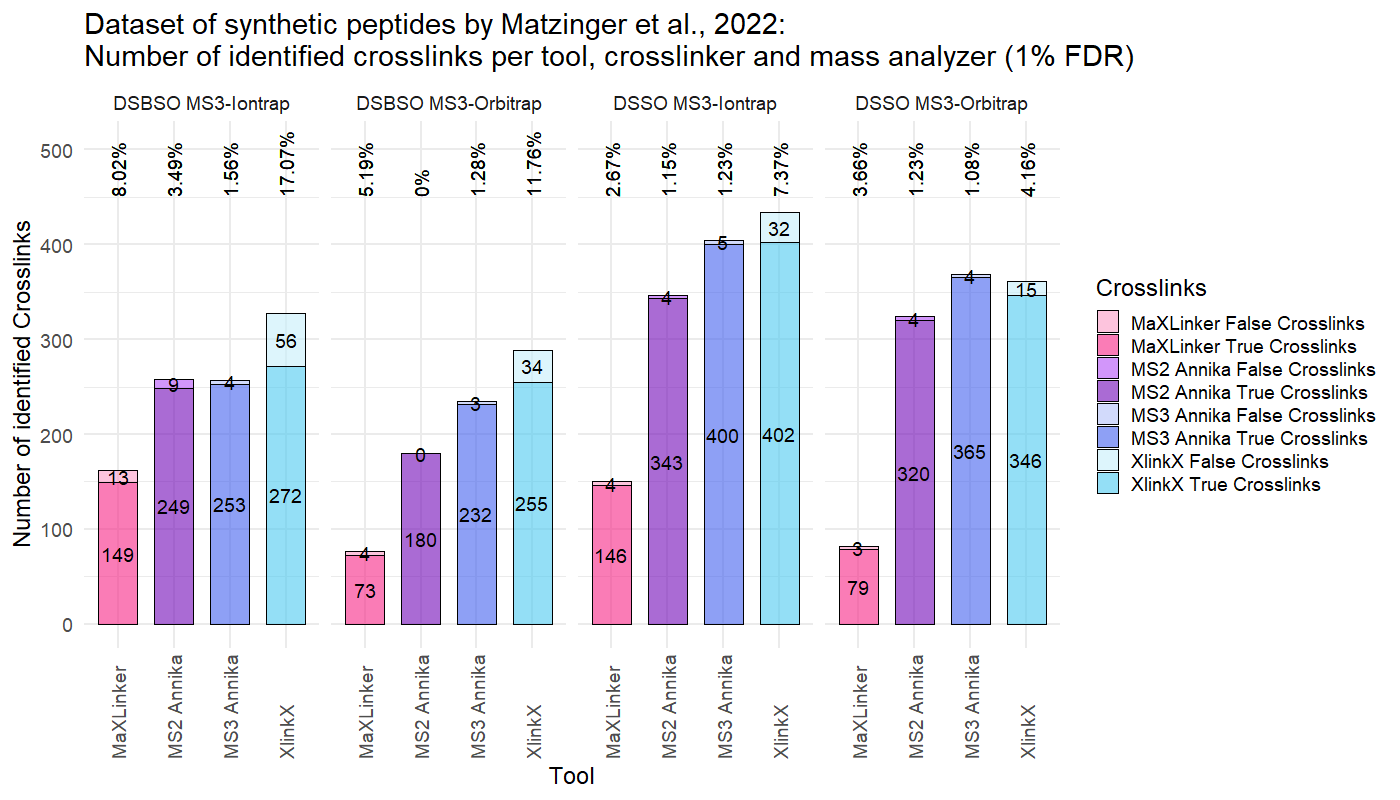 Dataset of synthetic peptides by Matzinger et al., 2022:
Number of identified crosslinks per tool, crosslinker and mass analyzer (1% FDR)
DSBSO MS3-Iontrap
DSBSO MS3-Orbitrap
DSSO MS3-Iontrap
DSSO MS3-Orbitrap
Number of identified Crosslinks
500
400
300
200
100
0
8.02%
3.49%
1.56%
17.07%
13
149
9
249
4
253
56
272
5.19%
0%
1.28%
11.76%
4
73
0
180
3
232
34
255
2.67%
1.15%
1.23%
7.37%
4
146
4
343
5
400
32
402
3.66%
1.23%
1.08%
4.16%
3
79
4
320
4
365
15
346
MaXLinker
MS2 Annika
MS3 Annika
XlinkX
MaXLinker
MS2 Annika
MS3 Annika
XlinkX
MaXLinker
MS2 Annika
MS3 Annika
XlinkX
MaXLinker
MS2 Annika
MS3 Annika
XlinkX
Tool
Crosslinks
MaXLinker False Crosslinks
MaXLinker True Crosslinks
MS2 Annika False Crosslinks
MS2 Annika True Crosslinks
MS3 Annika False Crosslinks
MS3 Annika True Crosslinks
XlinkX False Crosslinks
XlinkX True Crosslinks